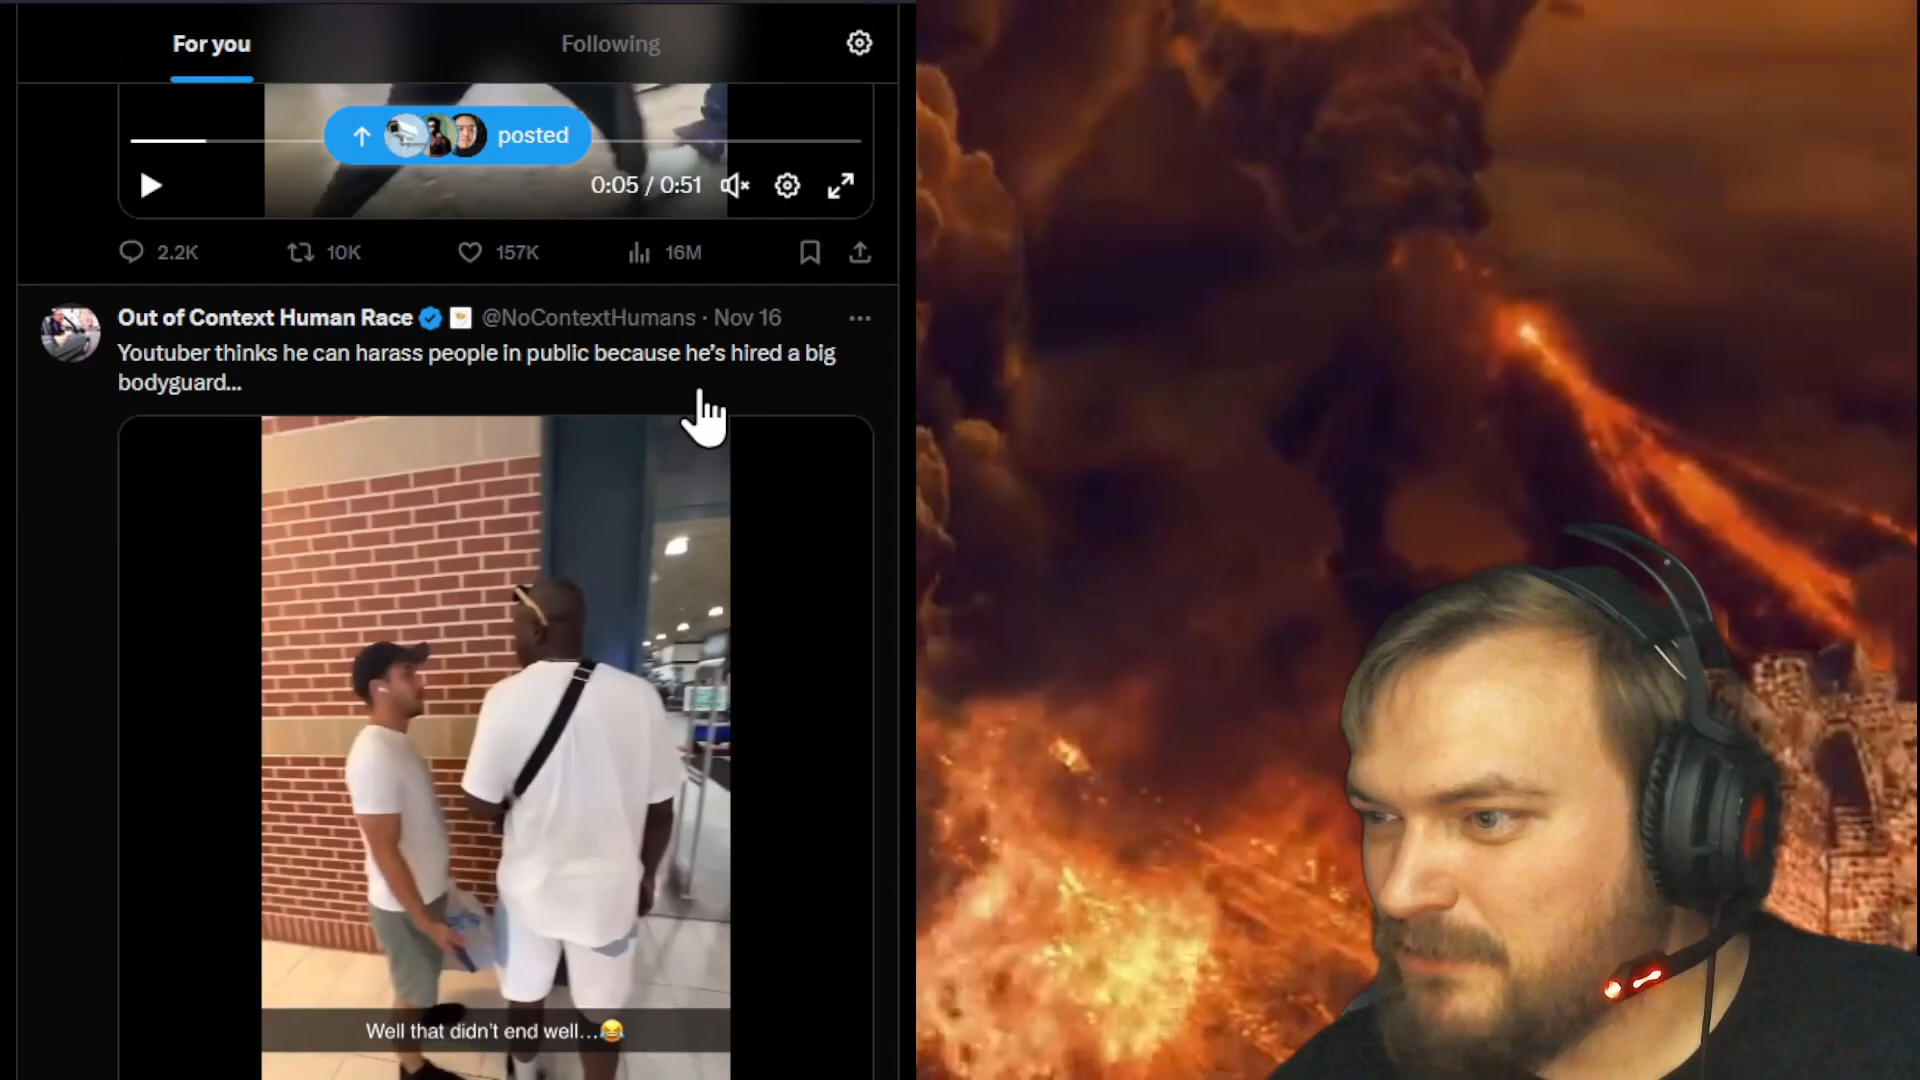 For you
Following
posted
0:05 / 0:51
2.2K
10K
157K
16M
Out of Context Human Race @NoContextHumans · Nov 16
Youtuber thinks he can harass people in public because he's hired a big
bodyguard...
Well that didn't end well...😂